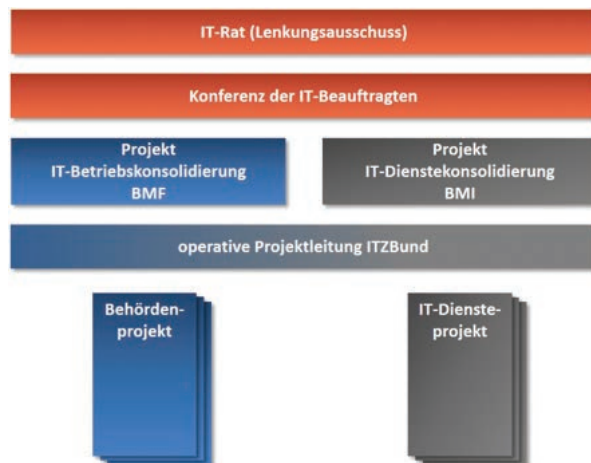 IT-Rat (Lenkungsausschuss)
Konferenz der IT-Beauftragten
Projekt
IT-Betriebskonsolidierung
BMF
Projekt
IT-Dienstekonsolidierung
BMI
operative Projektleitung ITZBund
Behörden-
projekt
IT-Dienste-
projekt